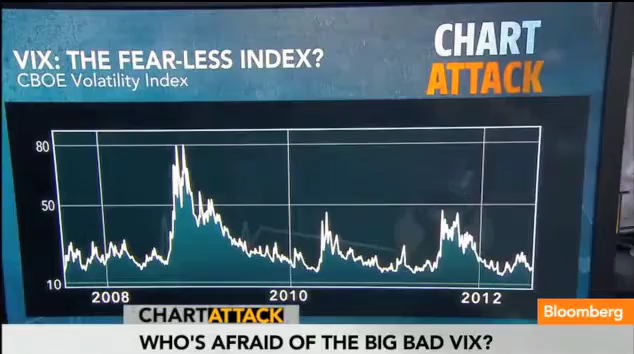 VIX: THE FEAR-LESS INDEX?
CBOE Volatility Index
CHART
ATTACK
80
50
10
2008
2010
2012
CHARTATTACK
Bloomberg
WHO'S AFRAID OF THE BIG BAD VIX?